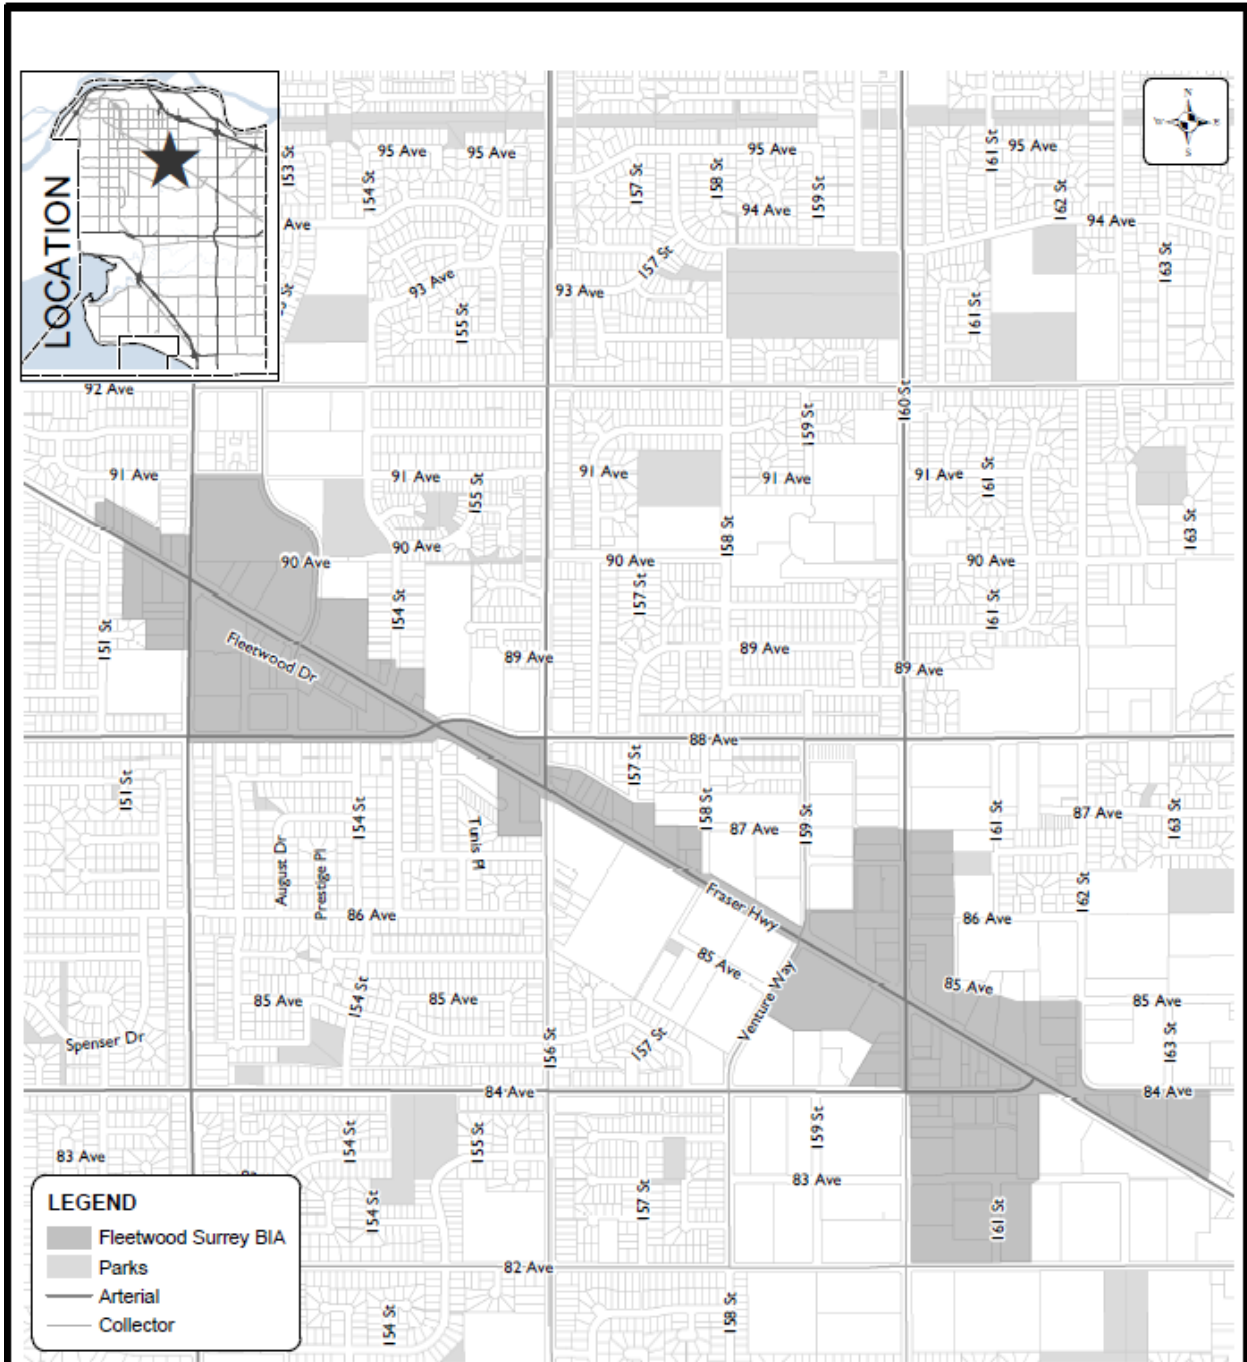 LOCATION
N
W
E
S
153 St
154 St
95 Ave
95 Ave
95 Ave
161 St
95 Ave
157 St
158 St
159 St
162 St
Ave
94 Ave
94 Ave
163 St
157 St
93 Ave
93 Ave
155 St
161 St
92 Ave
160 St
159 St
91 Ave
91 Ave
155 St
91 Ave
91 Ave
91 Ave
161 St
163 St
158 St
90 Ave
90 Ave
90 Ave
90 Ave
157 St
154 St
161 St
151 St
Fleetwood Dr
89 Ave
89 Ave
89 Ave
88 Ave
151 St
157 St
154 St
158 St
87 Ave
159 St
161 St
87 Ave
163 St
August Dr
Prestige Pl
Tunis Pl
Fraser Hwy
162 St
86 Ave
86 Ave
85 Ave
85 Ave
85 Ave
154 St
85 Ave
Venture Way
85 Ave
Spenser Dr
156 St
157 St
163 St
84 Ave
84 Ave
154 St
155 St
159 St
83 Ave
83 Ave
154 St
157 St
161 St
82 Ave
154 St
158 St
LEGEND
Fleetwood Surrey BIA
Parks
Arterial
Collector